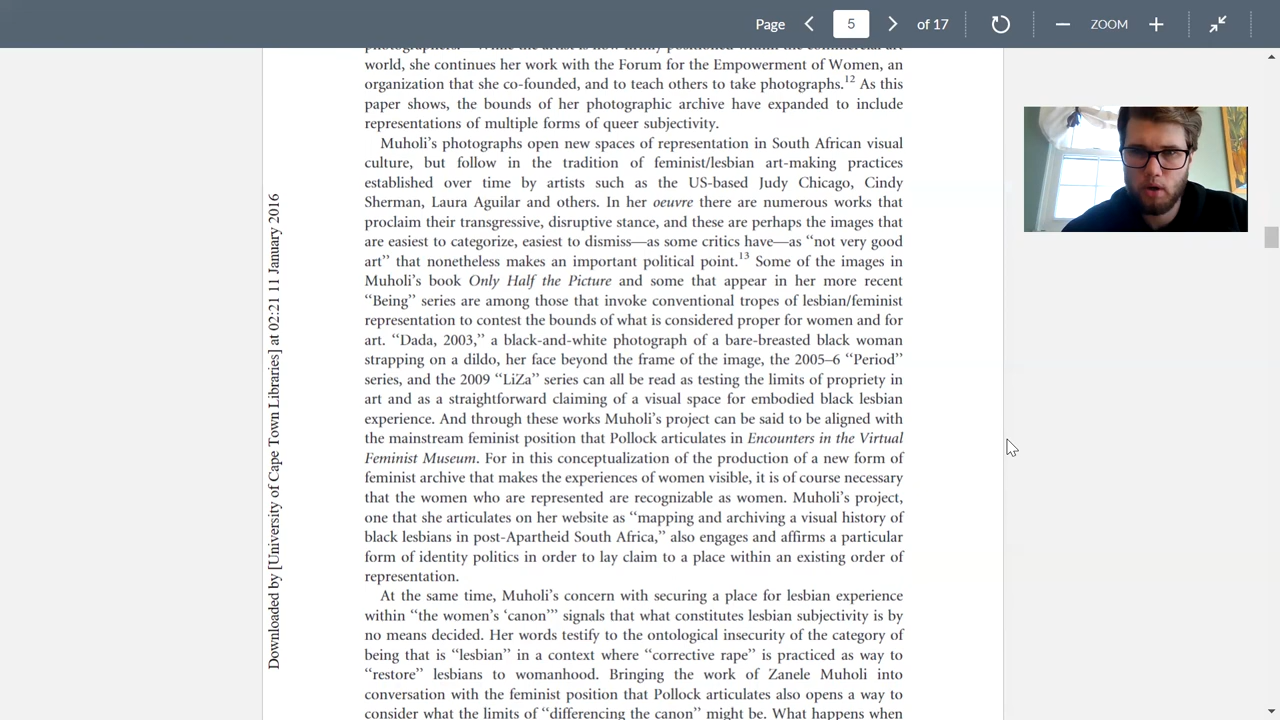 Page 5 of 17 ZOOM
photographers. While the artist is now firmly positioned within the commercial art
world, she continues her work with the Forum for the Empowerment of Women, an
organization that she co-founded, and to teach others to take photographs.12 As this
paper shows, the bounds of her photographic archive have expanded to include
representations of multiple forms of queer subjectivity.
Muholi's photographs open new spaces of representation in South African visual
culture, but follow in the tradition of feminist/lesbian art-making practices
established over time by artists such as the US-based Judy Chicago, Cindy
Sherman, Laura Aguilar and others. In her oeuvre there are numerous works that
proclaim their transgressive, disruptive stance, and these are perhaps the images that
are easiest to categorize, easiest to dismiss—as some critics have—as “not very good
art” that nonetheless makes an important political point.13 Some of the images in
Muholi's book Only Half the Picture and some that appear in her more recent
“Being” series are among those that invoke conventional tropes of lesbian/feminist
representation to contest the bounds of what is considered proper for women and for
art. “Dada, 2003,” a black-and-white photograph of a bare-breasted black woman
strapping on a dildo, her face beyond the frame of the image, the 2005–6 “Period”
series, and the 2009 “LiZa” series can all be read as testing the limits of propriety in
art and as a straightforward claiming of a visual space for embodied black lesbian
experience. And through these works Muholi's project can be said to be aligned with
the mainstream feminist position that Pollock articulates in Encounters in the Virtual
Feminist Museum. For in this conceptualization of the production of a new form of
feminist archive that makes the experiences of women visible, it is of course necessary
that the women who are represented are recognizable as women. Muholi's project,
one that she articulates on her website as “mapping and archiving a visual history of
black lesbians in post-Apartheid South Africa,” also engages and affirms a particular
form of identity politics in order to lay claim to a place within an existing order of
representation.
At the same time, Muholi's concern with securing a place for lesbian experience
within “the women's ‘canon’” signals that what constitutes lesbian subjectivity is by
no means decided. Her words testify to the ontological insecurity of the category of
being that is “lesbian” in a context where “corrective rape” is practiced as way to
“restore” lesbians to womanhood. Bringing the work of Zanele Muholi into
conversation with the feminist position that Pollock articulates also opens a way to
consider what the limits of “differencing the canon” might be. What happens when
Downloaded by [University of Cape Town Libraries] at 02:21 11 January 2016